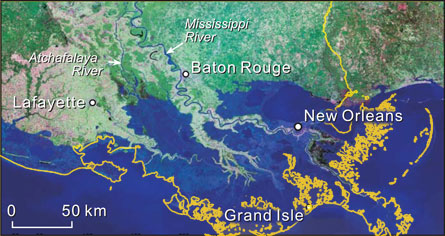 Mississippi
River
Atchafalaya
River
Baton Rouge
Lafayette
New Orleans
Grand Isle
0 50 km